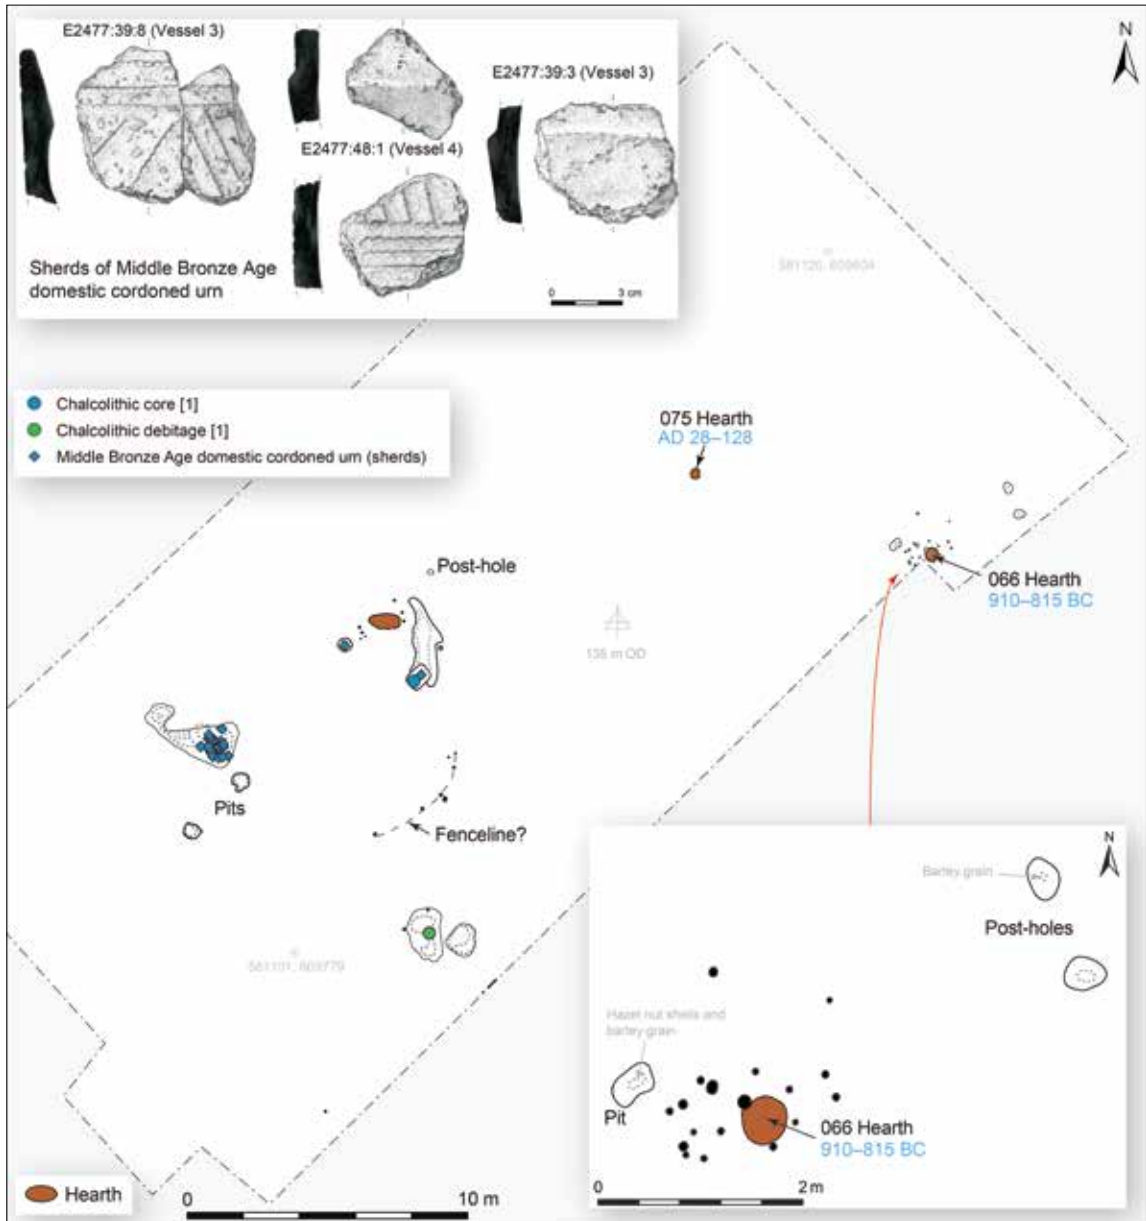 E2477:39:8 (Vessel 3)
E2477:39:3 (Vessel 3)
E2477:48:1 (Vessel 4)
Sherds of Middle Bronze Age
domestic cordoned urn
0 3 cm
N
Chalcolithic core [1]
Chalcolithic debitage [1]
Middle Bronze Age domestic cordoned urn (sherds)
075 Hearth
AD 28–128
Post-hole
066 Hearth
910–815 BC
m OD
Pits
Fenceline?
N
Barley grain
Post-holes
Hazel nut shells and
barley grain
Pit
066 Hearth
910–815 BC
0 2 m
Hearth
0 10 m